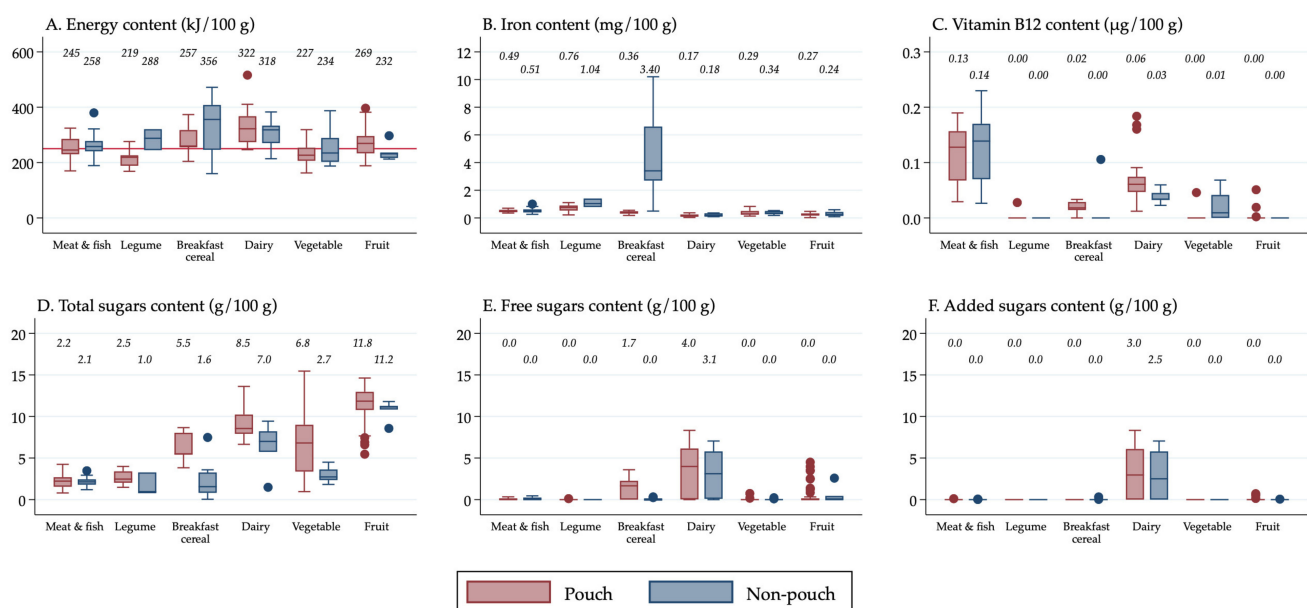 A. Energy content (kJ/100 g)
600
400
200
0
245 258 219 288 257 356 322 318 227 234 269 232
Meat & fish Legume Breakfast cereal Dairy Vegetable Fruit
B. Iron content (mg/100 g)
12
10
8
6
4
2
0
0.49 0.51 0.76 1.04 0.36 3.40 0.17 0.18 0.29 0.34 0.27 0.24
Meat & fish Legume Breakfast cereal Dairy Vegetable Fruit
C. Vitamin B12 content (µg/100 g)
0.3
0.2
0.1
0.0
0.13 0.14 0.00 0.00 0.02 0.00 0.06 0.03 0.00 0.01 0.00 0.00
Meat & fish Legume Breakfast cereal Dairy Vegetable Fruit
D. Total sugars content (g/100 g)
20
15
10
5
0
2.2 2.1 2.5 1.0 5.5 1.6 8.5 7.0 6.8 2.7 11.8 11.2
Meat & fish Legume Breakfast cereal Dairy Vegetable Fruit
E. Free sugars content (g/100 g)
20
15
10
5
0
0.0 0.0 0.0 0.0 1.7 0.0 4.0 3.1 0.0 0.0 0.0 0.0
Meat & fish Legume Breakfast cereal Dairy Vegetable Fruit
F. Added sugars content (g/100 g)
20
15
10
5
0
0.0 0.0 0.0 0.0 0.0 0.0 3.0 2.5 0.0 0.0 0.0 0.0
Meat & fish Legume Breakfast cereal Dairy Vegetable Fruit
Pouch Non-pouch